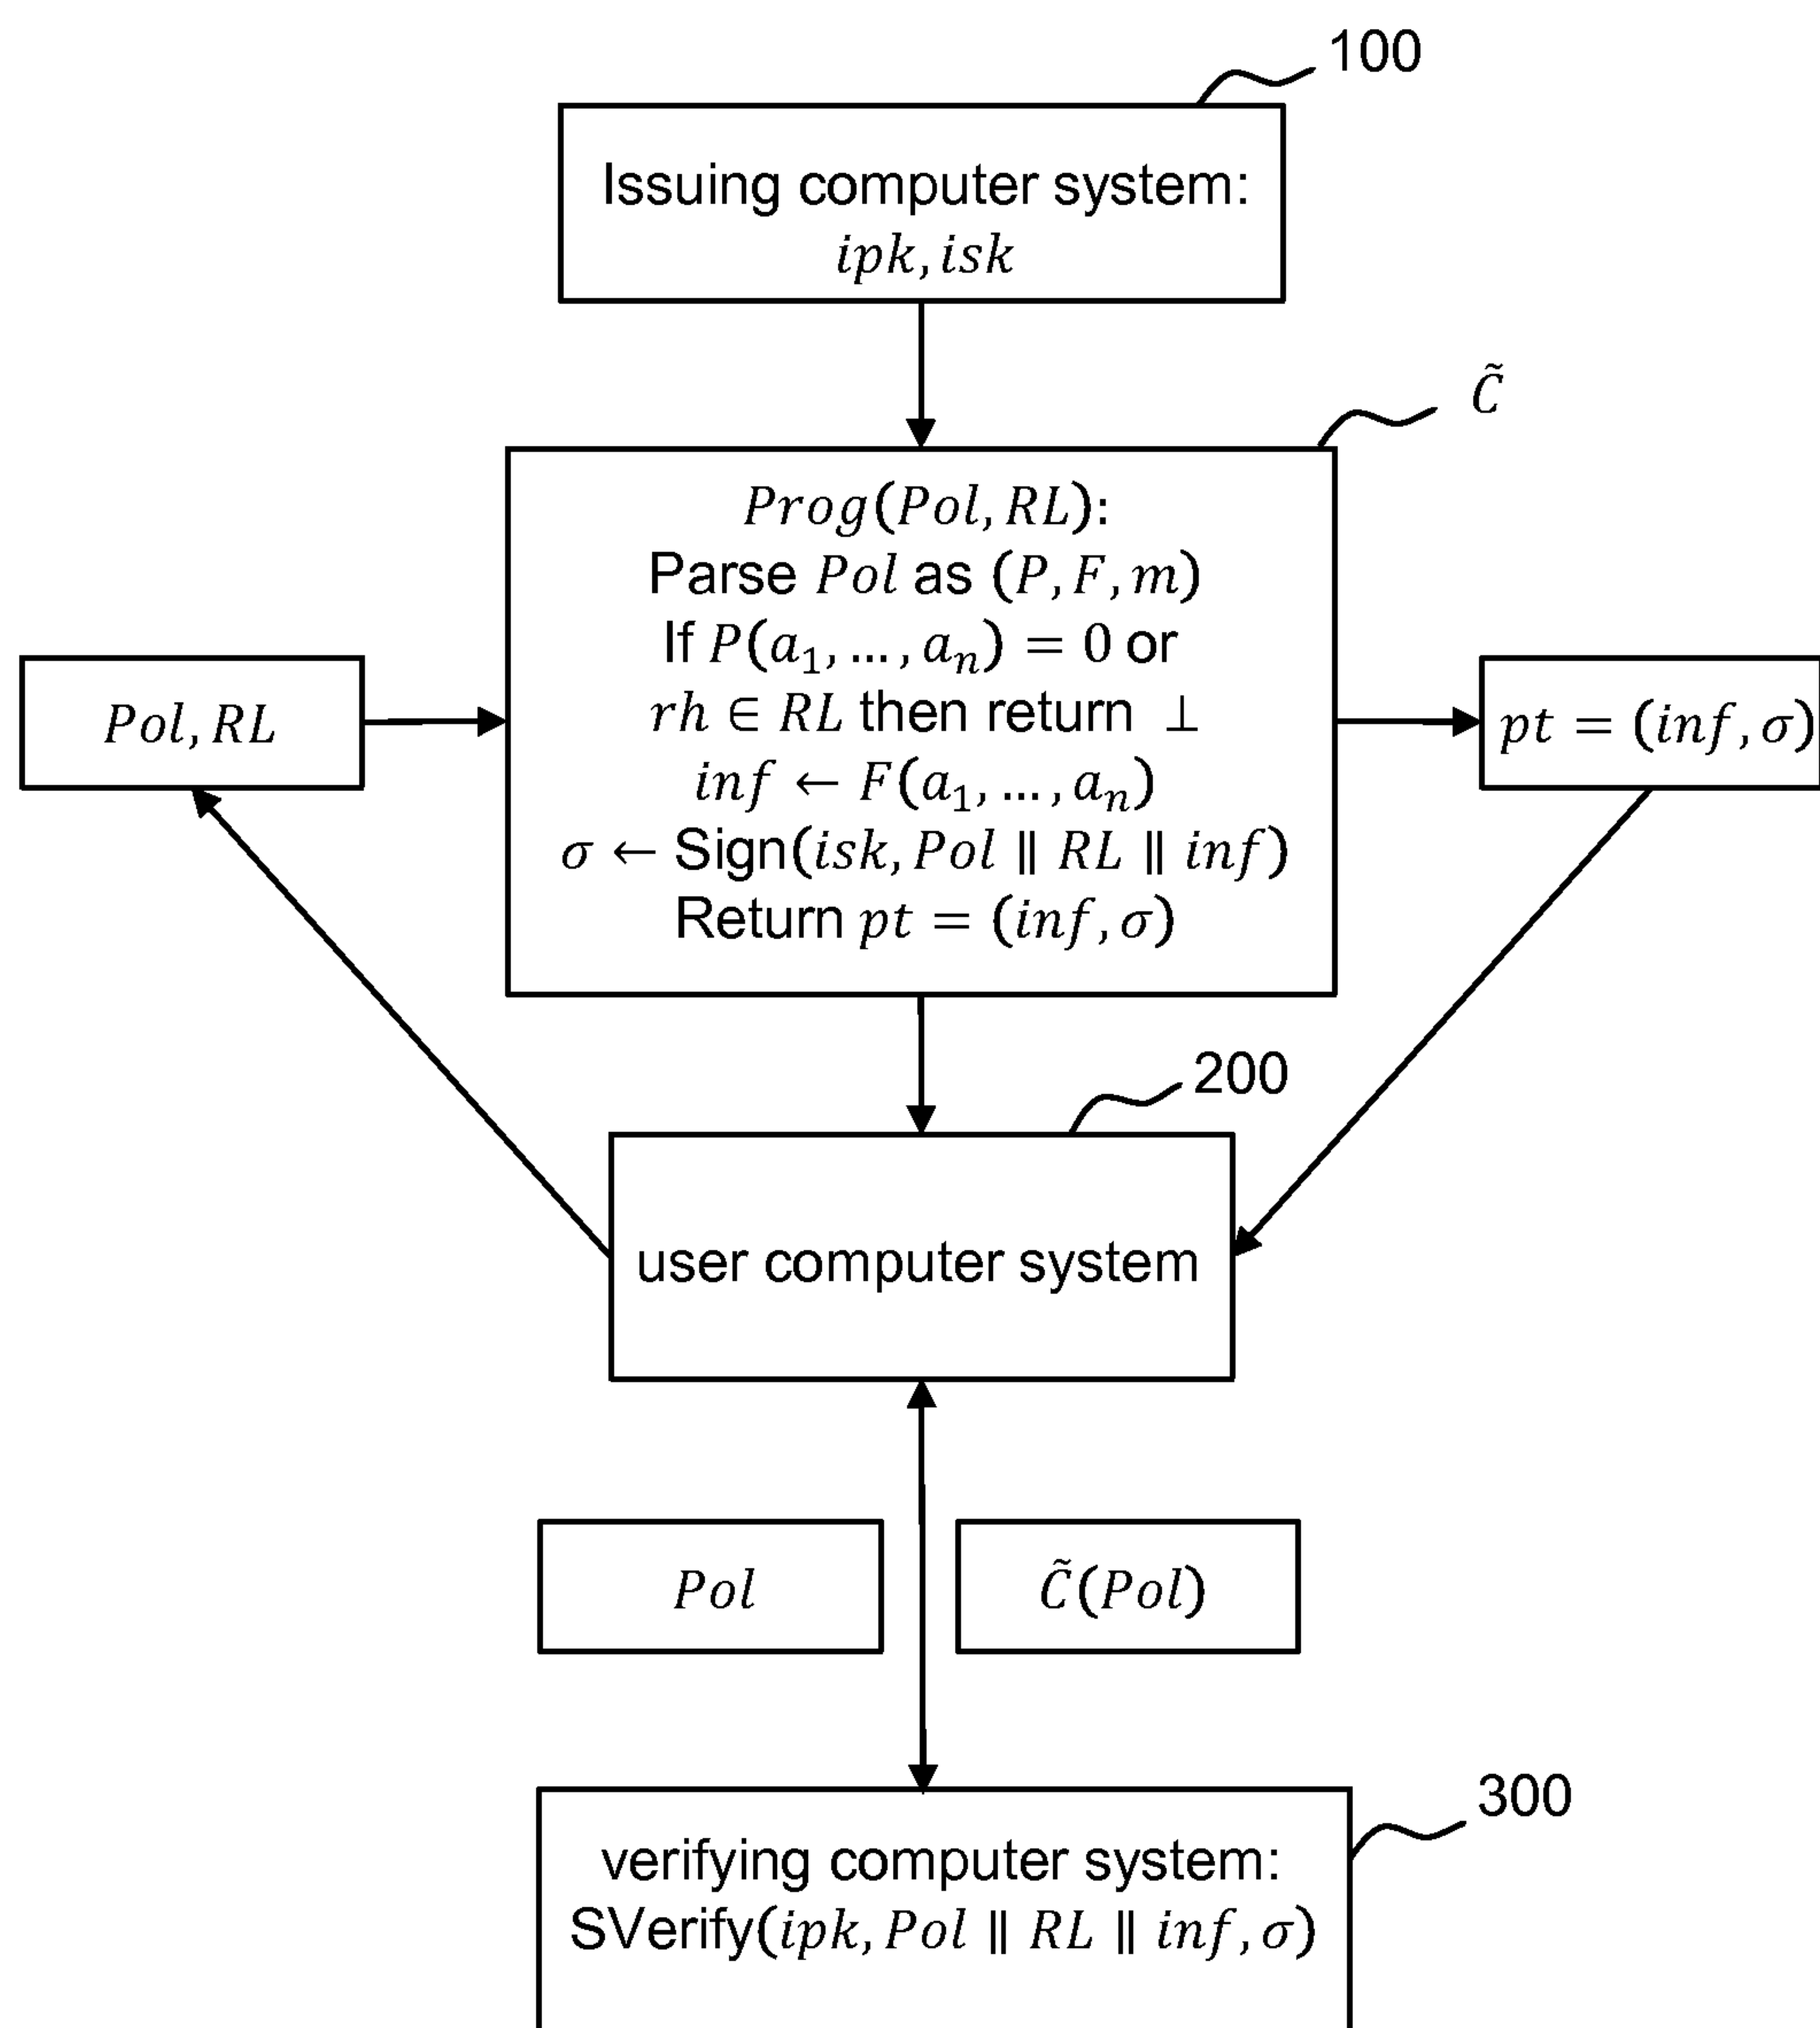 100
Issuing computer system:
ipk, isk
C̃
Prog(Pol, RL):
Parse Pol as (P, F, m)
If P(a₁, …, aₙ) = 0 or
rh ∈ RL then return ⊥
inf ← F(a₁, …, aₙ)
σ ← Sign(isk, Pol ∥ RL ∥ inf)
Return pt = (inf, σ)
Pol, RL
pt = (inf, σ)
200
user computer system
Pol
C̃(Pol)
300
verifying computer system:
SVerify(ipk, Pol ∥ RL ∥ inf, σ)